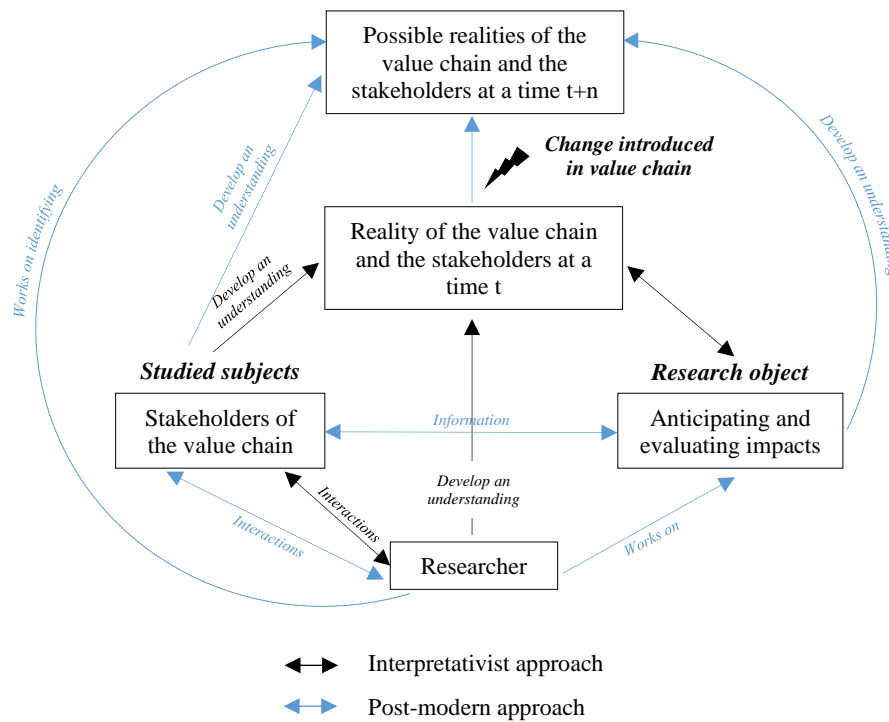 Possible realities of the
value chain and the
stakeholders at a time t+n
Change introduced
in value chain
Works on identifying
Develop an
understanding
Develop an understanding
Reality of the value chain
and the stakeholders at a
time t
Develop an
understanding
Studied subjects
Research object
Stakeholders of
the value chain
Information
Anticipating and
evaluating impacts
Develop an
understanding
Interactions
Interactions
Works on
Researcher
Interpretativist approach
Post-modern approach